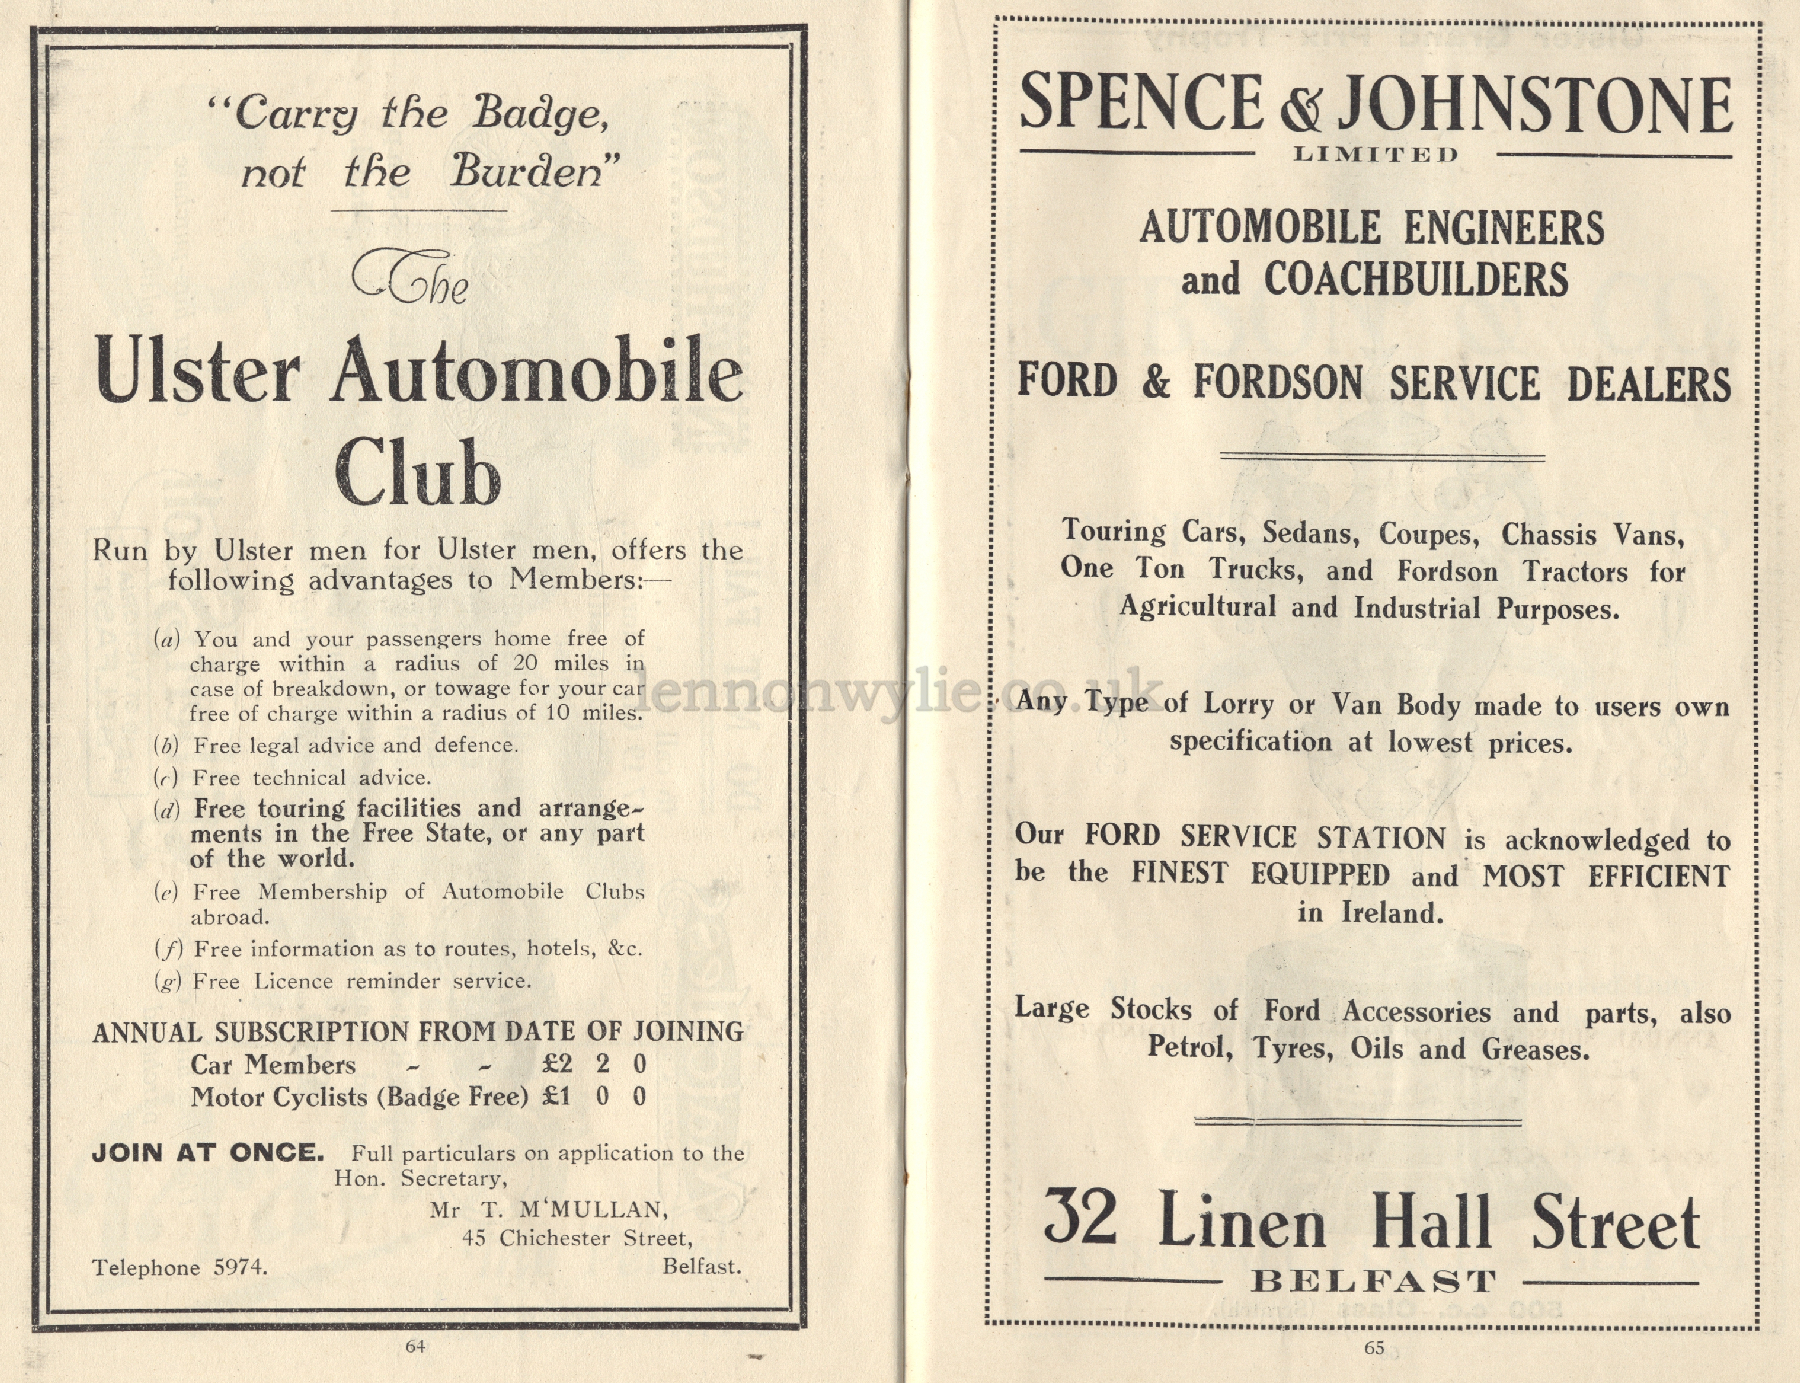 "Carry the Badge,
not the Burden"
The
Ulster Automobile
Club
Run by Ulster men for Ulster men, offers the
following advantages to Members:—
(a) You and your passengers home free of
charge within a radius of 20 miles in
case of breakdown, or towage for your car
free of charge within a radius of 10 miles.
(b) Free legal advice and defence.
(c) Free technical advice.
(d) Free touring facilities and arrange-
ments in the Free State, or any part
of the world.
(e) Free Membership of Automobile Clubs
abroad.
(f) Free information as to routes, hotels, &c.
(g) Free Licence reminder service.
ANNUAL SUBSCRIPTION FROM DATE OF JOINING
Car Members - - £2 2 0
Motor Cyclists (Badge Free) £1 0 0
JOIN AT ONCE. Full particulars on application to the
Hon. Secretary,
Mr T. M'MULLAN,
45 Chichester Street,
Telephone 5974. Belfast.
64
SPENCE & JOHNSTONE
LIMITED
AUTOMOBILE ENGINEERS
and COACHBUILDERS
FORD & FORDSON SERVICE DEALERS
Touring Cars, Sedans, Coupes, Chassis Vans,
One Ton Trucks, and Fordson Tractors for
Agricultural and Industrial Purposes.
Any Type of Lorry or Van Body made to users own
specification at lowest prices.
Our FORD SERVICE STATION is acknowledged to
be the FINEST EQUIPPED and MOST EFFICIENT
in Ireland.
Large Stocks of Ford Accessories and parts, also
Petrol, Tyres, Oils and Greases.
32 Linen Hall Street
BELFAST
65
lennonwylie.co.uk